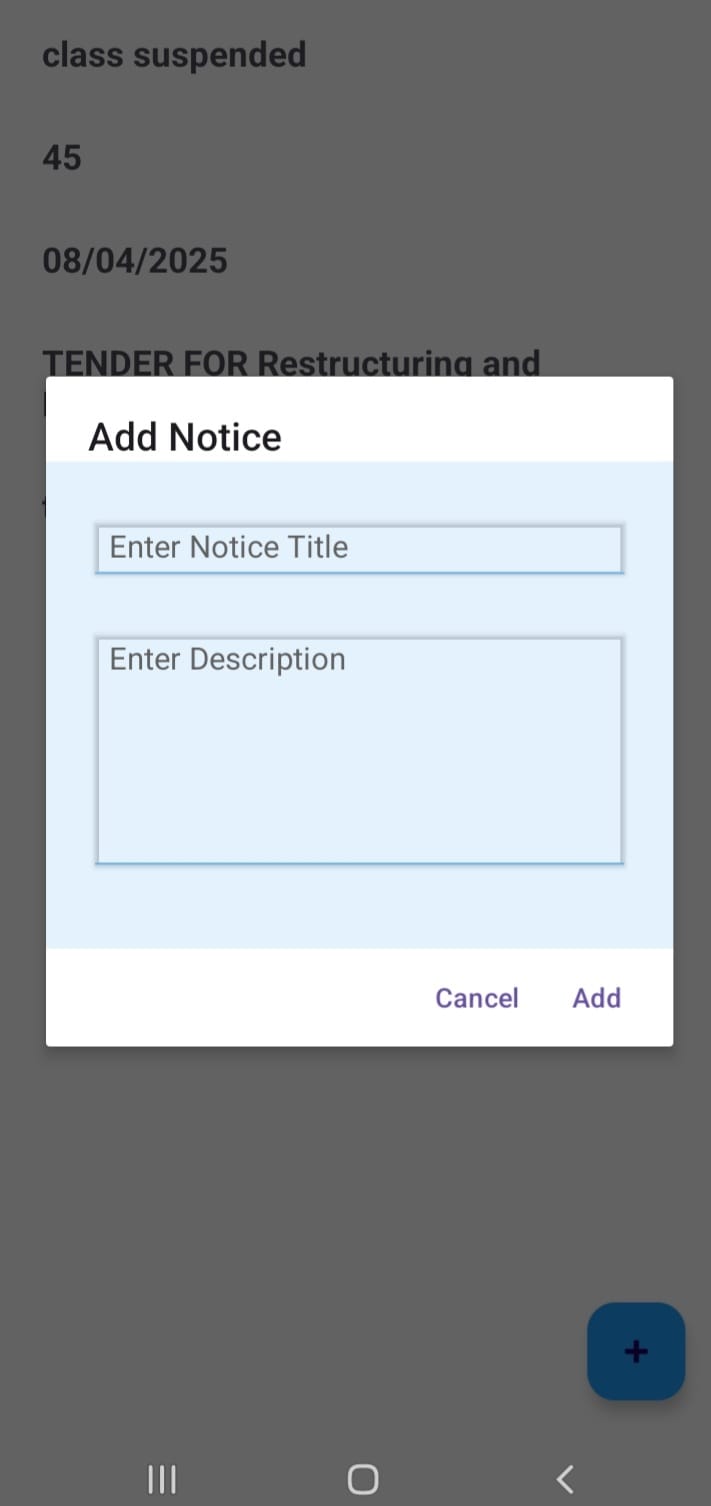 class suspended
45
08/04/2025
TENDER FOR Restructuring and
Add Notice
Enter Notice Title
Enter Description
Cancel Add
+